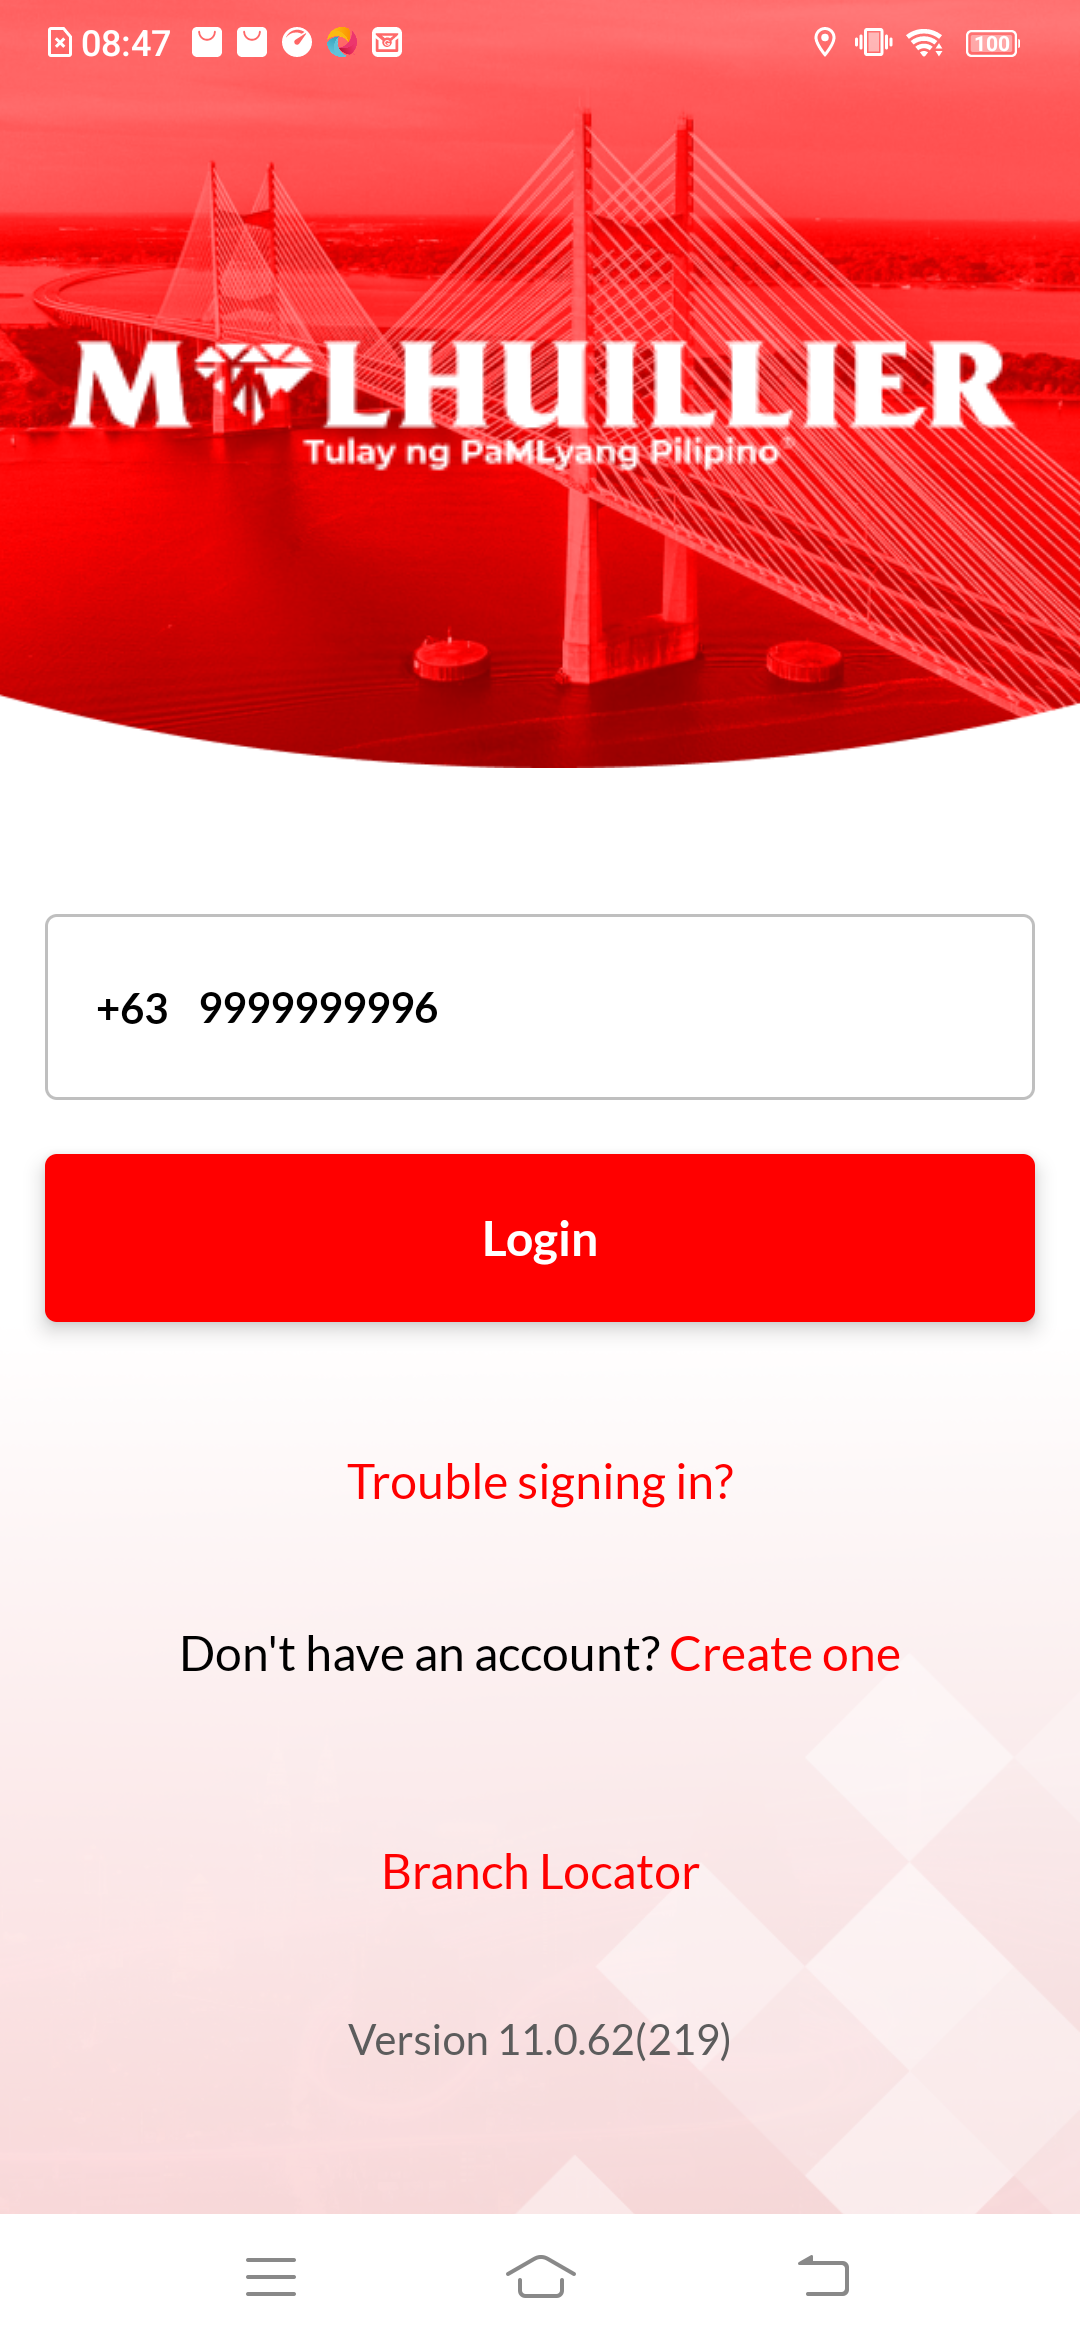 08:47
100
M LHUILLIER
Tulay ng PaMLyang Pilipino
+63 9999999996
Login
Trouble signing in?
Don't have an account? Create one
Branch Locator
Version 11.0.62(219)